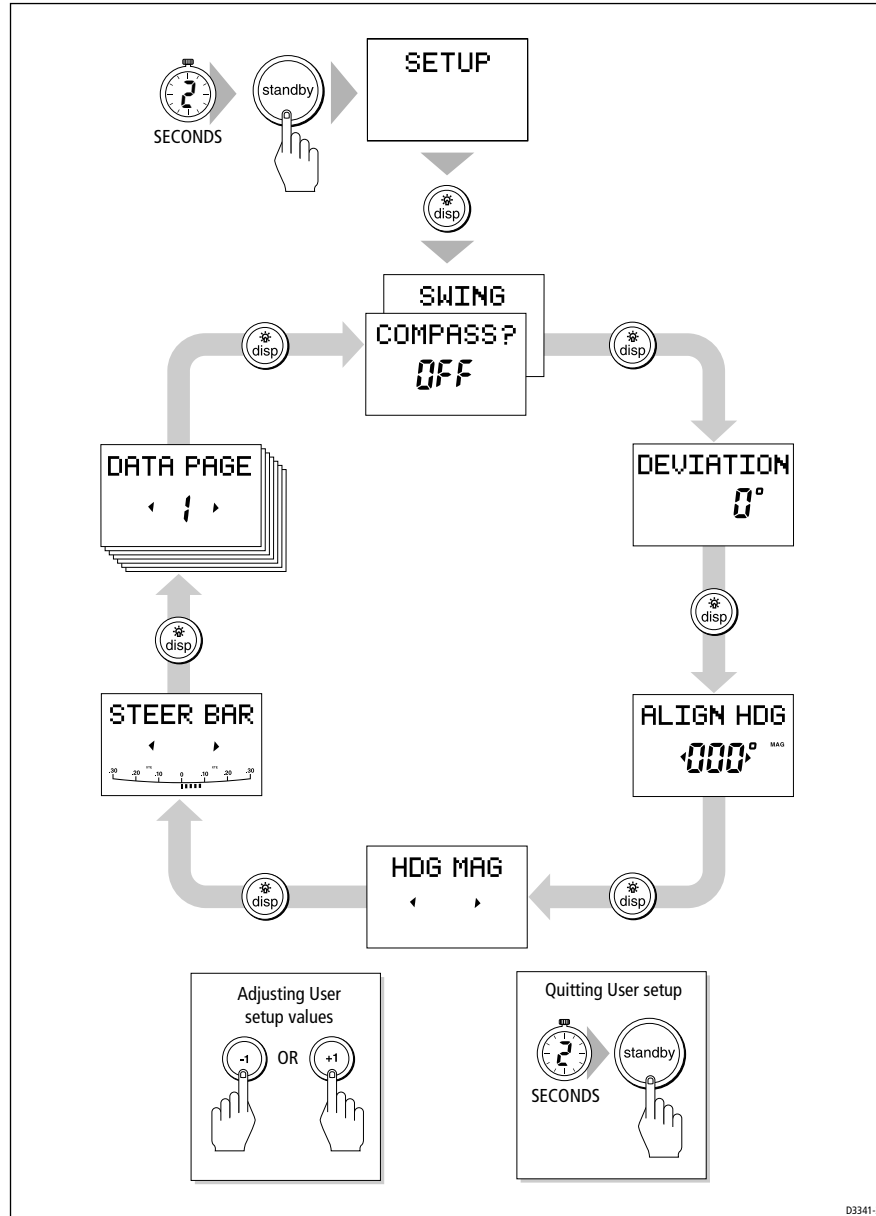 SETUP
2
standby
SECONDS
disp
SWING
COMPASS?
OFF
disp
disp
DATA PAGE
1
DEVIATION
0°
disp
disp
STEER BAR
.30 .20 XTE .10 0 .10 XTE .20 .30
ALIGN HDG
000° MAG
HDG MAG
disp
disp
Adjusting User
setup values
-1 OR +1
Quitting User setup
2
standby
SECONDS